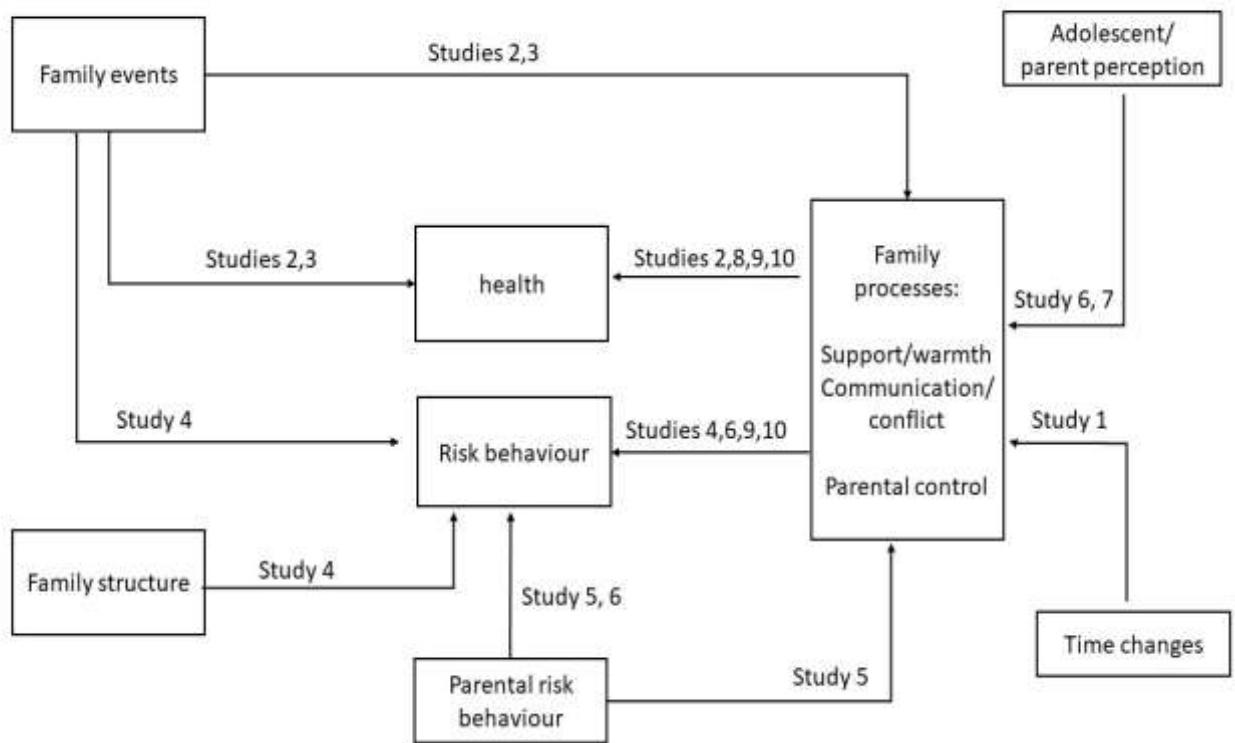 Studies 2,3
Adolescent/
parent perception
Family events
Studies 2,3
health
Studies 2,8,9,10
Family
processes:
Support/warmth
Communication/
conflict
Parental control
Study 6, 7
Study 4
Risk behaviour
Studies 4,6,9,10
Study 1
Family structure
Study 4
Study 5, 6
Parental risk
behaviour
Study 5
Time changes